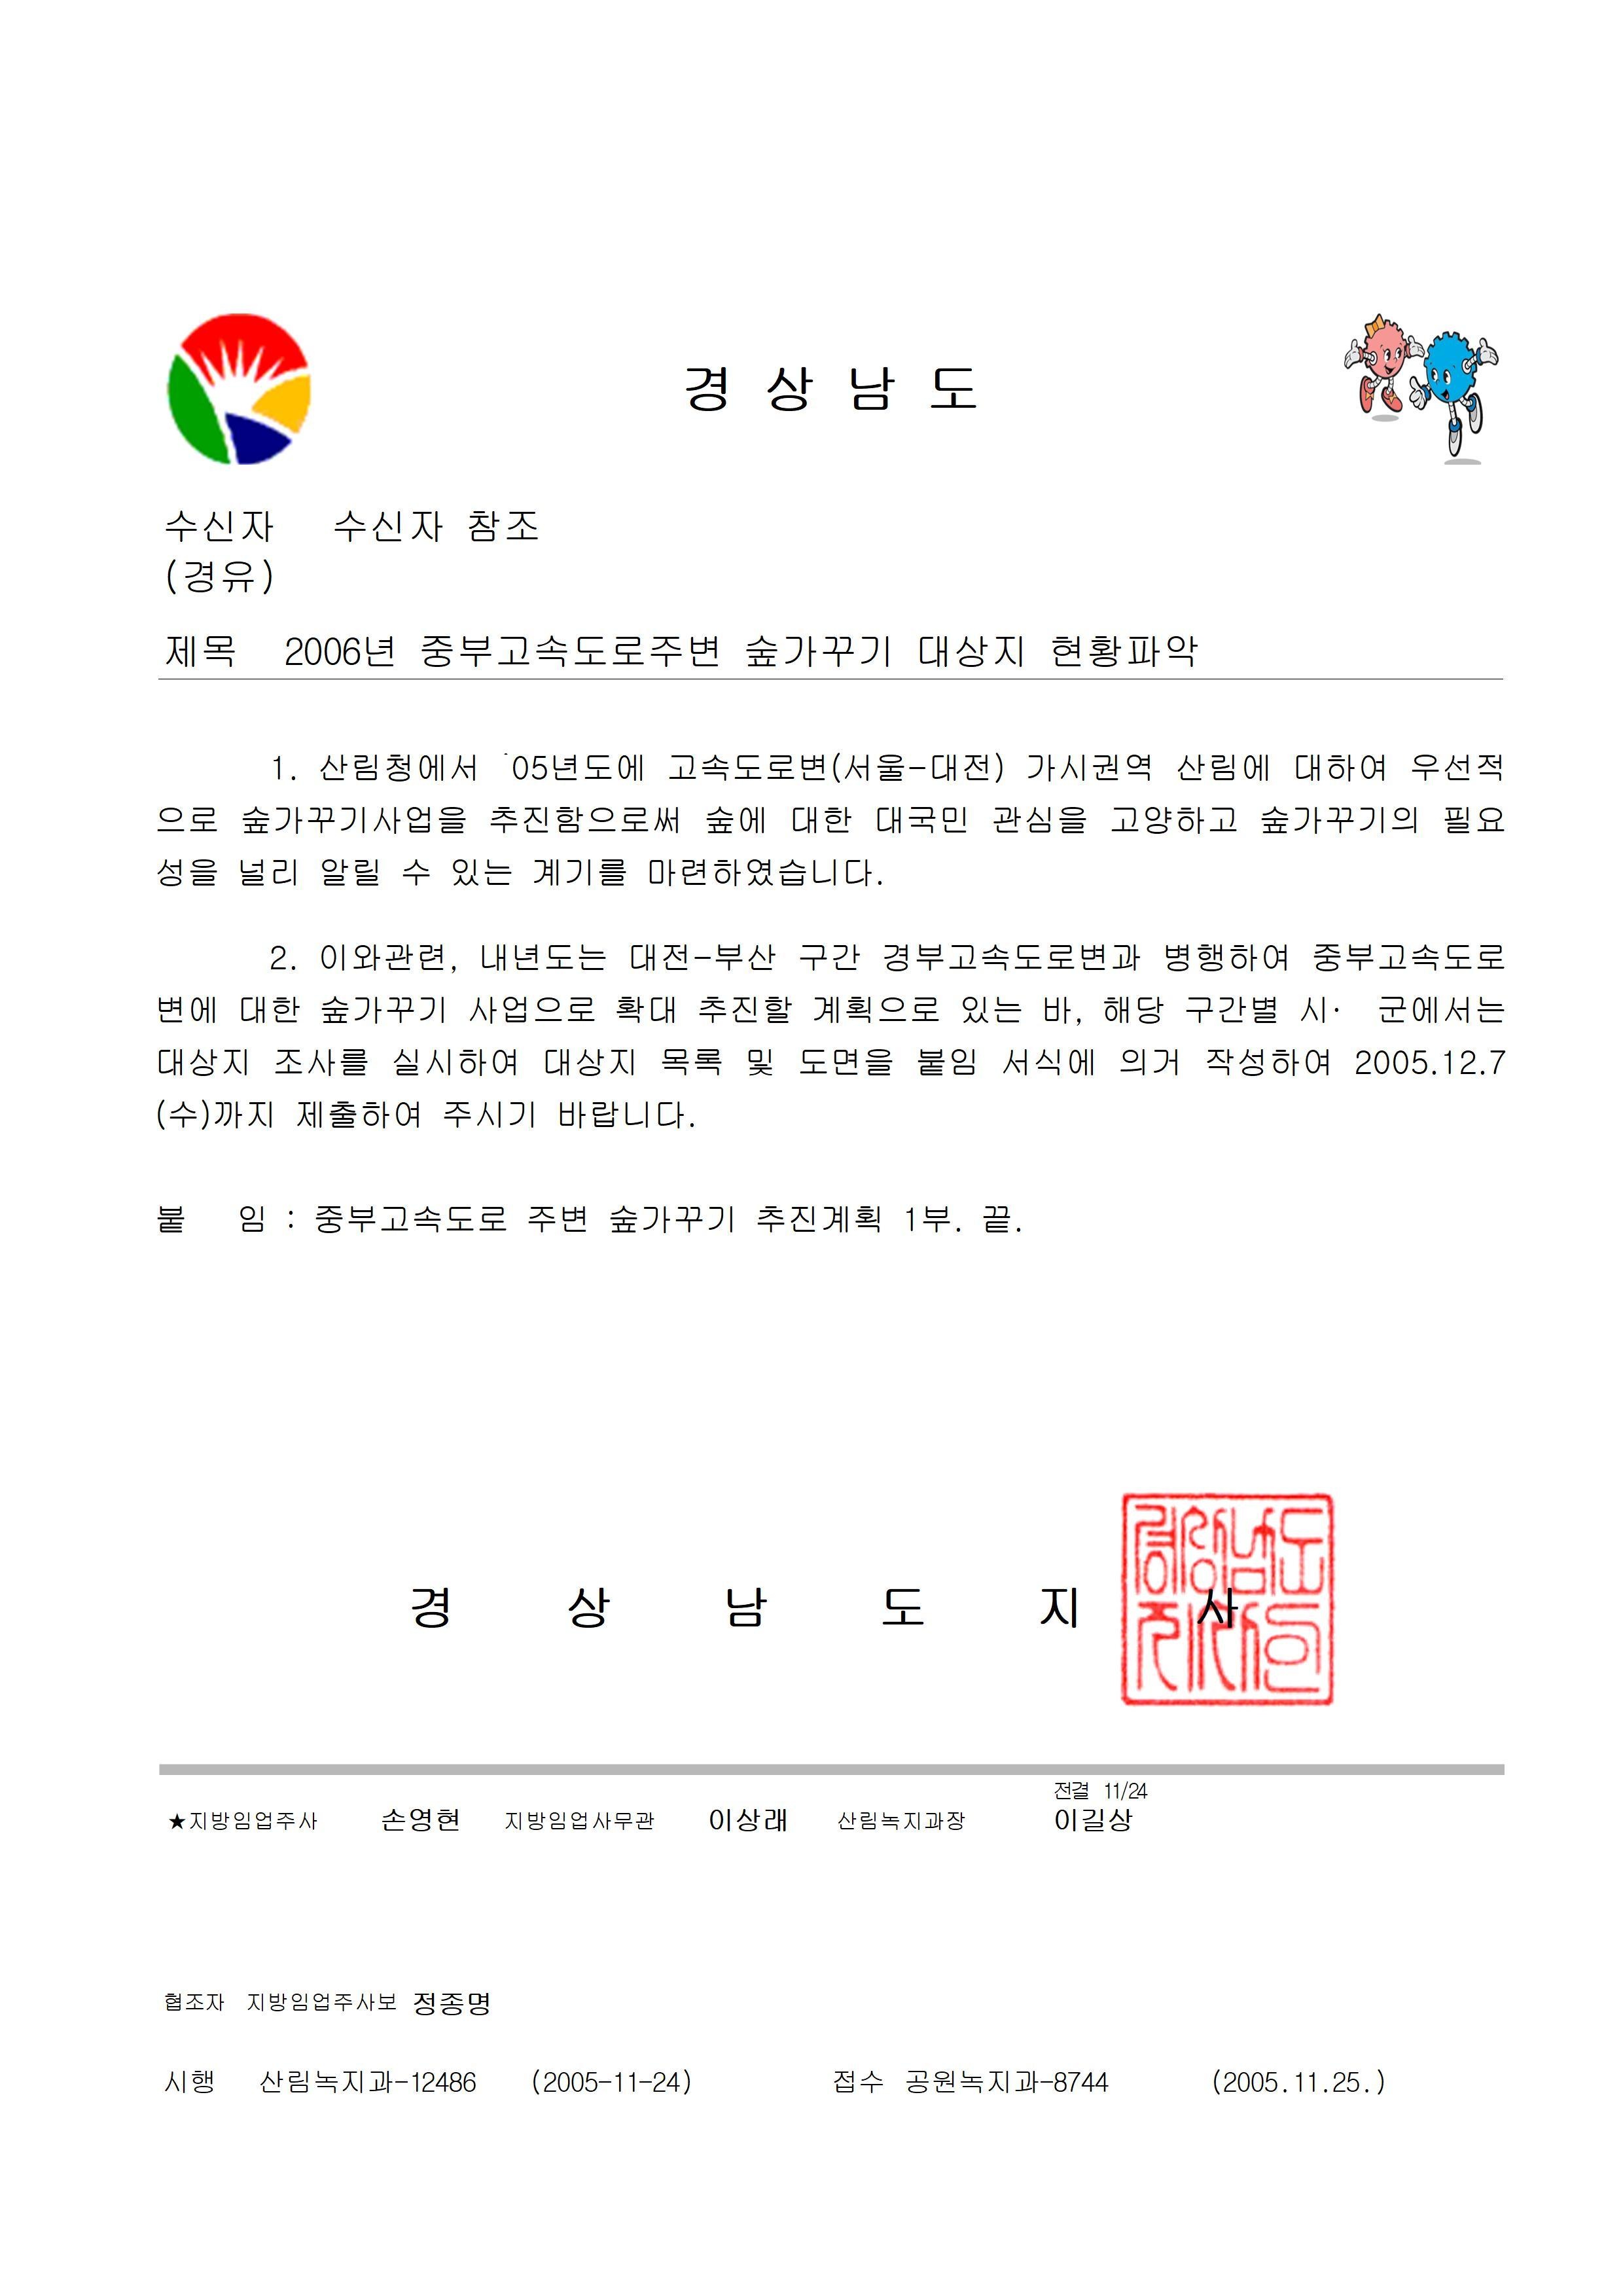 경 상 남 도
수신자 수신자 참조
(경유)
제목 2006년 중부고속도로주변 숲가꾸기 대상지 현황파악
1. 산림청에서 ˙05년도에 고속도로변(서울-대전) 가시권역 산림에 대하여 우선적
으로 숲가꾸기사업을 추진함으로써 숲에 대한 대국민 관심을 고양하고 숲가꾸기의 필요
성을 널리 알릴 수 있는 계기를 마련하였습니다.
2. 이와관련, 내년도는 대전-부산 구간 경부고속도로변과 병행하여 중부고속도로
변에 대한 숲가꾸기 사업으로 확대 추진할 계획으로 있는 바, 해당 구간별 시· 군에서는
대상지 조사를 실시하여 대상지 목록 및 도면을 붙임 서식에 의거 작성하여 2005.12.7
(수)까지 제출하여 주시기 바랍니다.
붙 임 : 중부고속도로 주변 숲가꾸기 추진계획 1부. 끝.
경 상 남 도 지 사
전결 11/24
★지방임업주사 손영현 지방임업사무관 이상래 산림녹지과장 이길상
협조자 지방임업주사보 정종명
시행 산림녹지과-12486 (2005-11-24) 접수 공원녹지과-8744 (2005.11.25.)